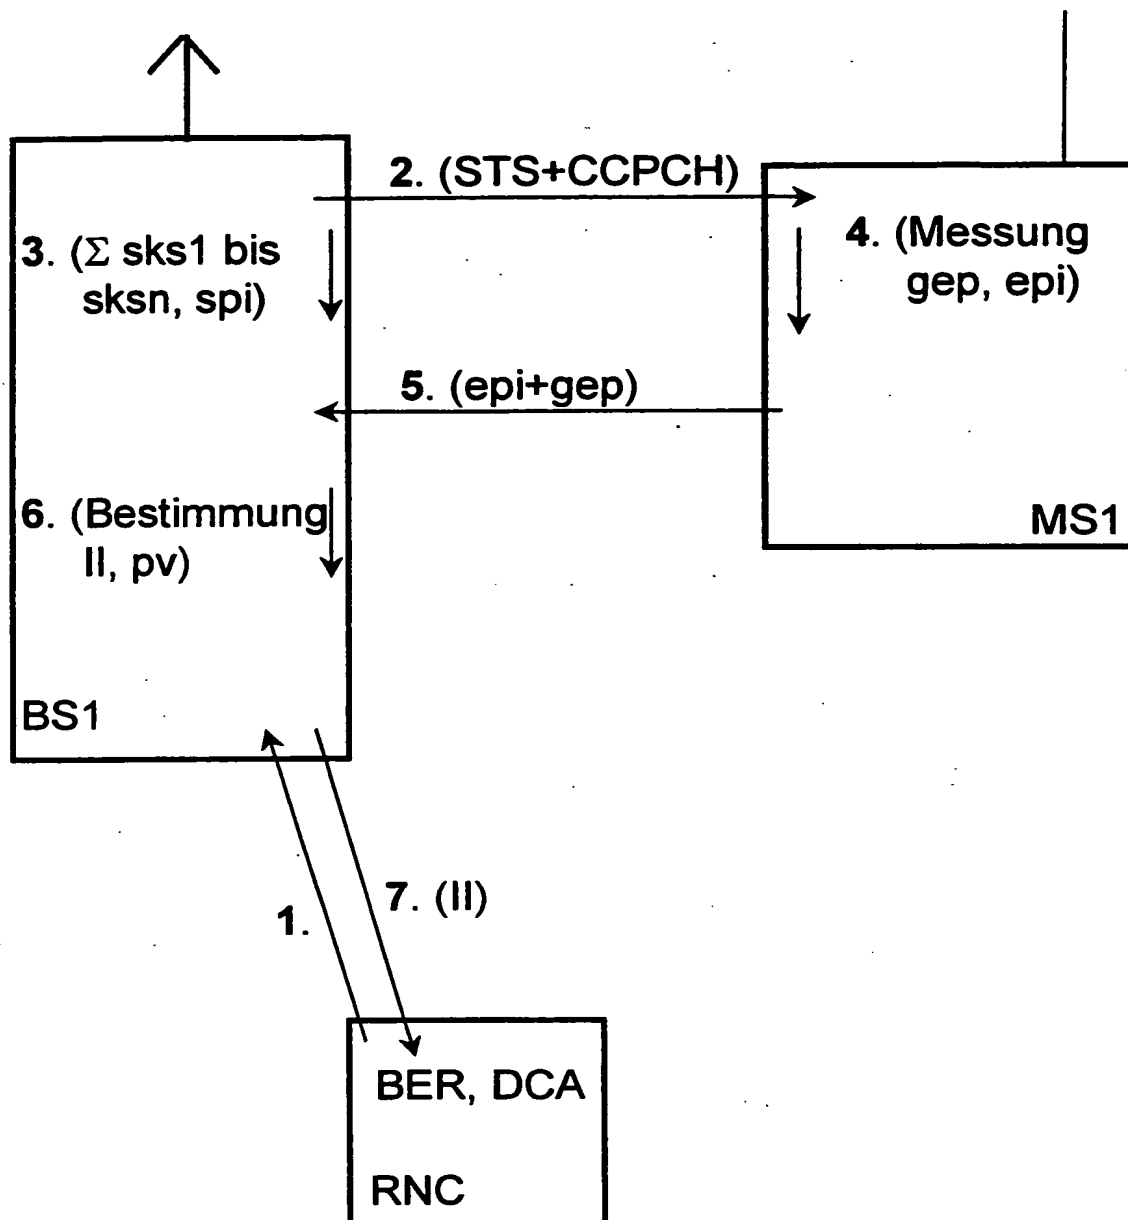 2. (STS+CCPCH)
3. (Σ sks1 bis
sksn, spi)
4. (Messung
gep, epi)
5. (epi+gep)
6. (Bestimmung
II, pv)
MS1
BS1
7. (II)
1.
BER, DCA
RNC